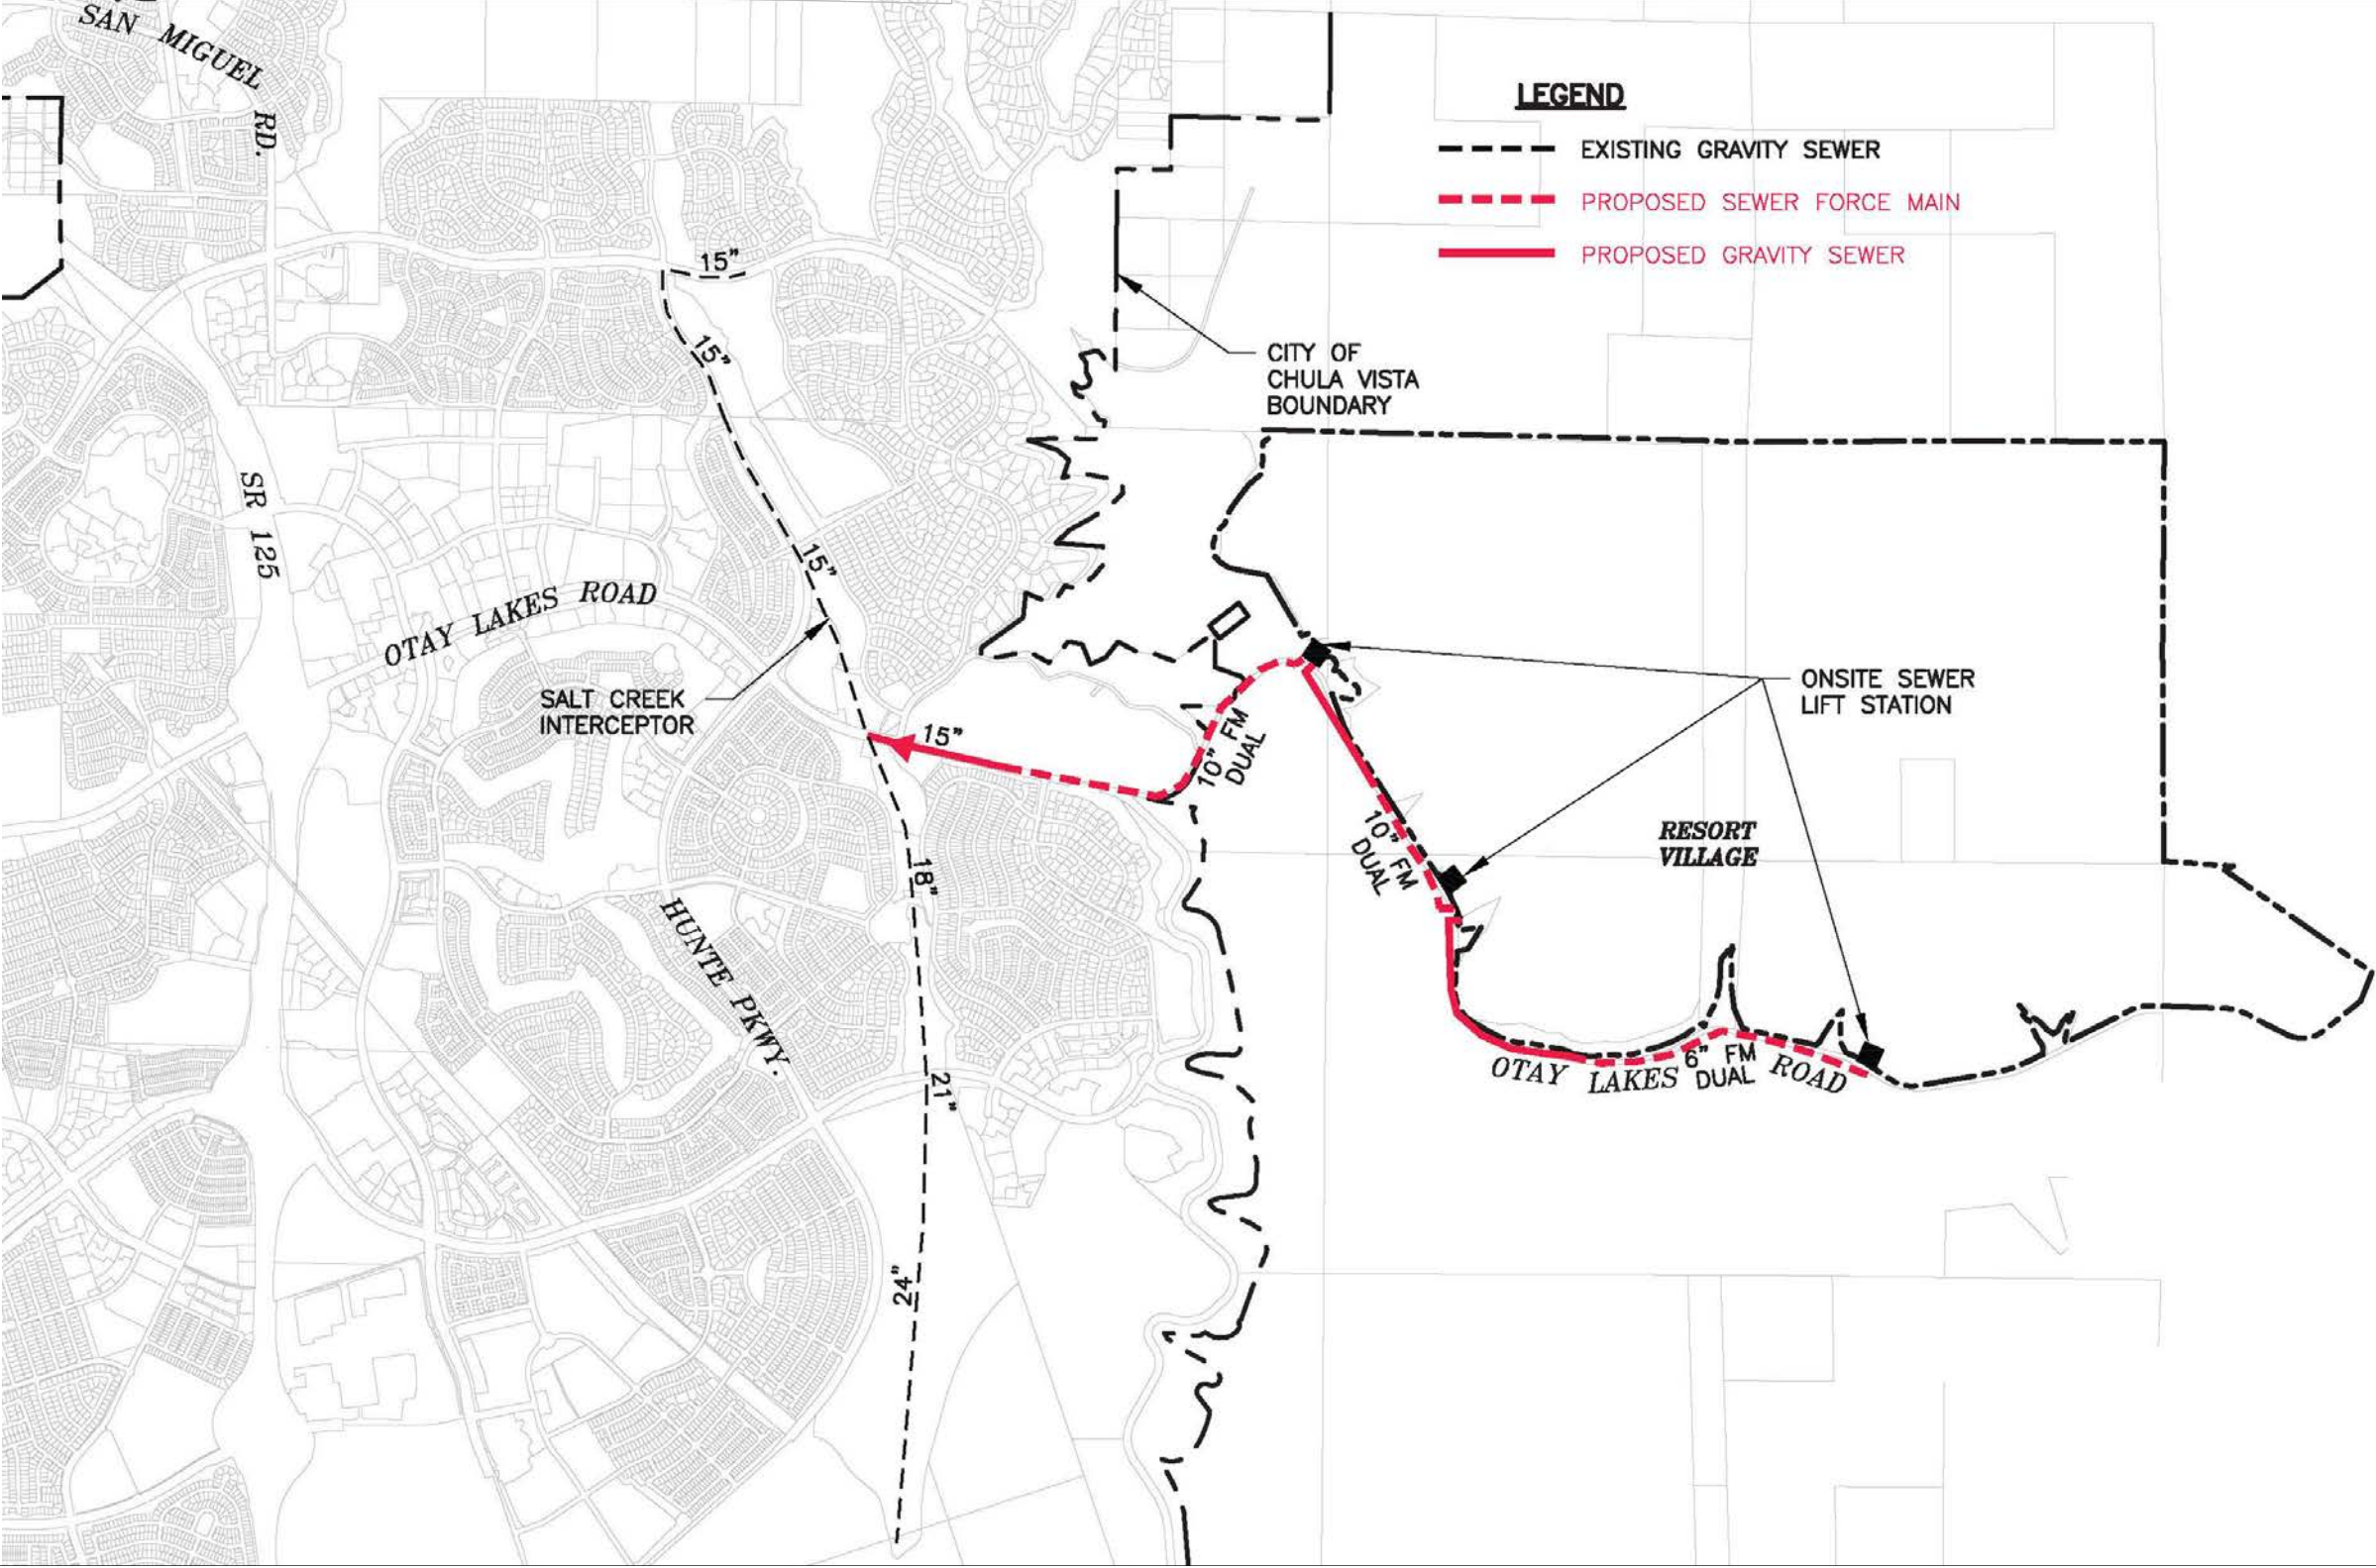 SAN MIGUEL RD.
LEGEND
EXISTING GRAVITY SEWER
PROPOSED SEWER FORCE MAIN
PROPOSED GRAVITY SEWER
15"
15"
CITY OF
CHULA VISTA
BOUNDARY
SR 125
15"
OTAY LAKES ROAD
SALT CREEK
INTERCEPTOR
ONSITE SEWER
LIFT STATION
15"
10" FM
DUAL
10" FM
DUAL
RESORT
VILLAGE
18"
HUNTE PKWY.
6" FM
DUAL
OTAY LAKES ROAD
21"
24"